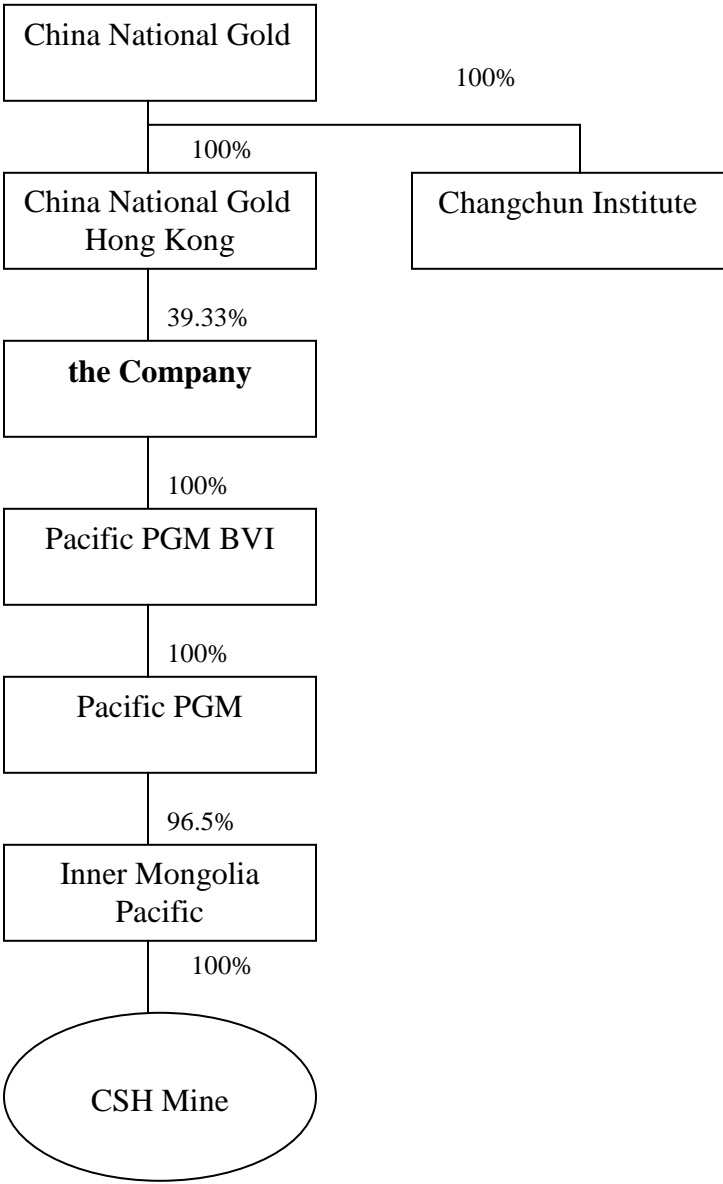 China National Gold
100%
100%
China National Gold
Hong Kong
Changchun Institute
39.33%
the Company
100%
Pacific PGM BVI
100%
Pacific PGM
96.5%
Inner Mongolia
Pacific
100%
CSH Mine